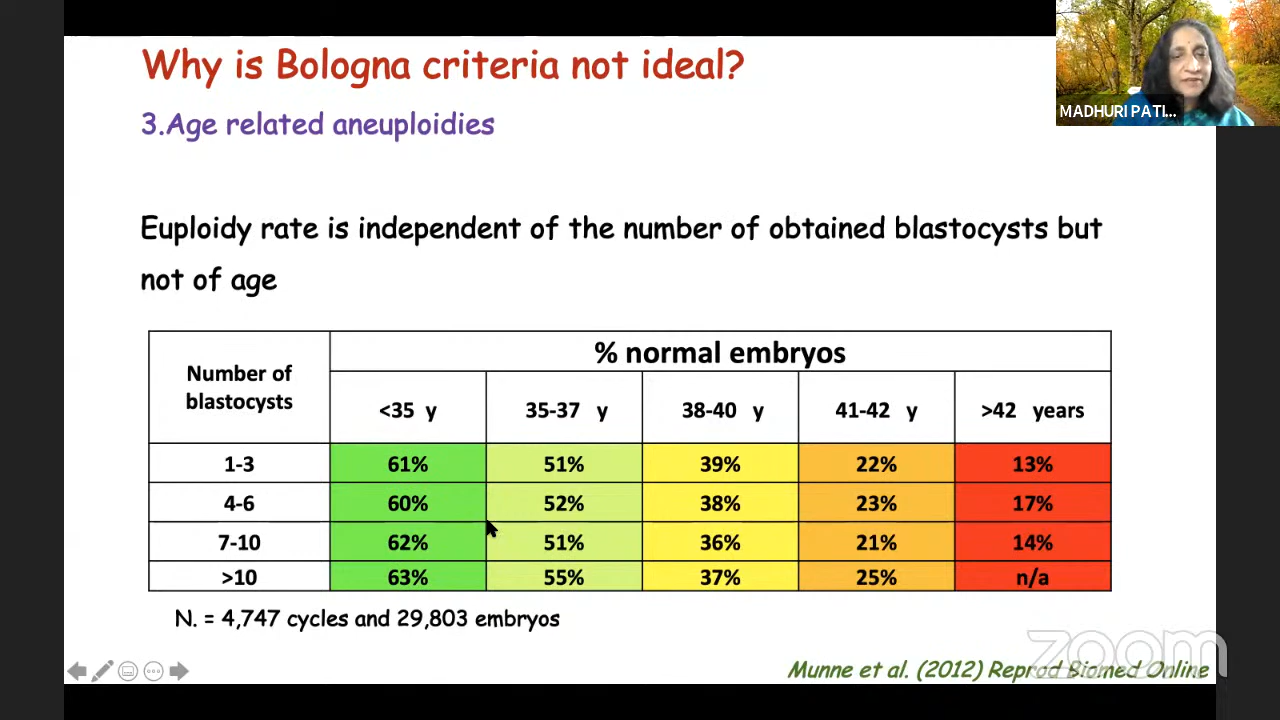 Why is Bologna criteria not ideal?
MADHURI PATI...
3.Age related aneuploidies
Euploidy rate is independent of the number of obtained blastocysts but
not of age
Number of
blastocysts
% normal embryos
<35 y 35-37 y 38-40 y 41-42 y >42 years
1-3 61% 51% 39% 22% 13%
4-6 60% 52% 38% 23% 17%
7-10 62% 51% 36% 21% 14%
>10 63% 55% 37% 25% n/a
N. = 4,747 cycles and 29,803 embryos
zoom
Munne et al. (2012) Reprod Biomed Online